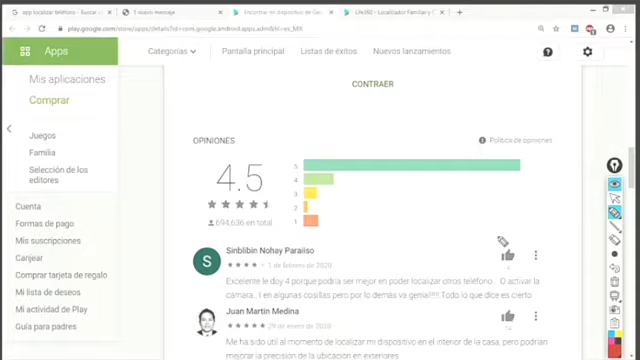 app localizar teléfono - Buscar c
1 nuevo mensaje
Encontrar mi dispositivo de Goo
Life360 - Localizador Familiar y G
play.google.com/store/apps/details?id=com.google.android.apps.adm&hl=es_MX
Apps
Categorías
Pantalla principal
Listas de éxitos
Nuevos lanzamientos
Mis aplicaciones
Comprar
Juegos
Familia
Selección de los
editores
Cuenta
Formas de pago
Mis suscripciones
Canjear
Comprar tarjeta de regalo
Mi lista de deseos
Mi actividad de Play
Guía para padres
CONTRAER
OPINIONES
Política de opiniones
4.5
5
4
3
2
1
694,636 en total
S
Sinblibin Nohay Paraiiso
1 de febrero de 2020
4
Excelente le doy 4 porque podría ser mejor en poder localizar otros teléfono. O activar la
cámara.. I en algunas cosillas pero por lo demás va genial!!!!! Todo lo que dice es cierto
Juan Martin Medina
29 de enero de 2020
14
Me ha sido útil al momento de localizar mi dispositivo en el interior de la casa, pero podrían
mejorar la precisión de la ubicación en exteriores